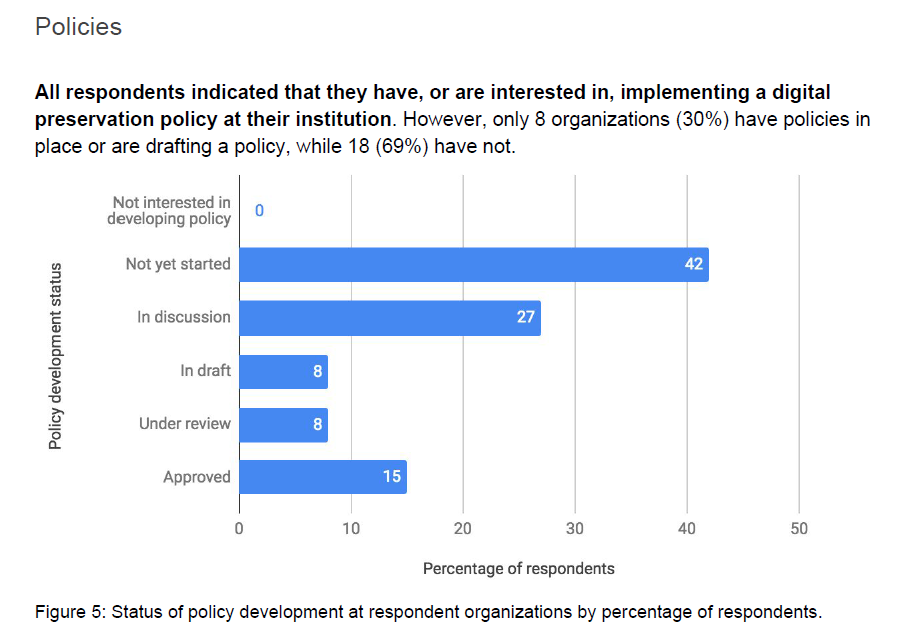 Policies
All respondents indicated that they have, or are interested in, implementing a digital
preservation policy at their institution. However, only 8 organizations (30%) have policies in
place or are drafting a policy, while 18 (69%) have not.
Not interested in
developing policy
0
Not yet started
42
In discussion
27
In draft
8
Under review
8
Approved
15
Policy development status
0 10 20 30 40 50
Percentage of respondents
Figure 5: Status of policy development at respondent organizations by percentage of respondents.